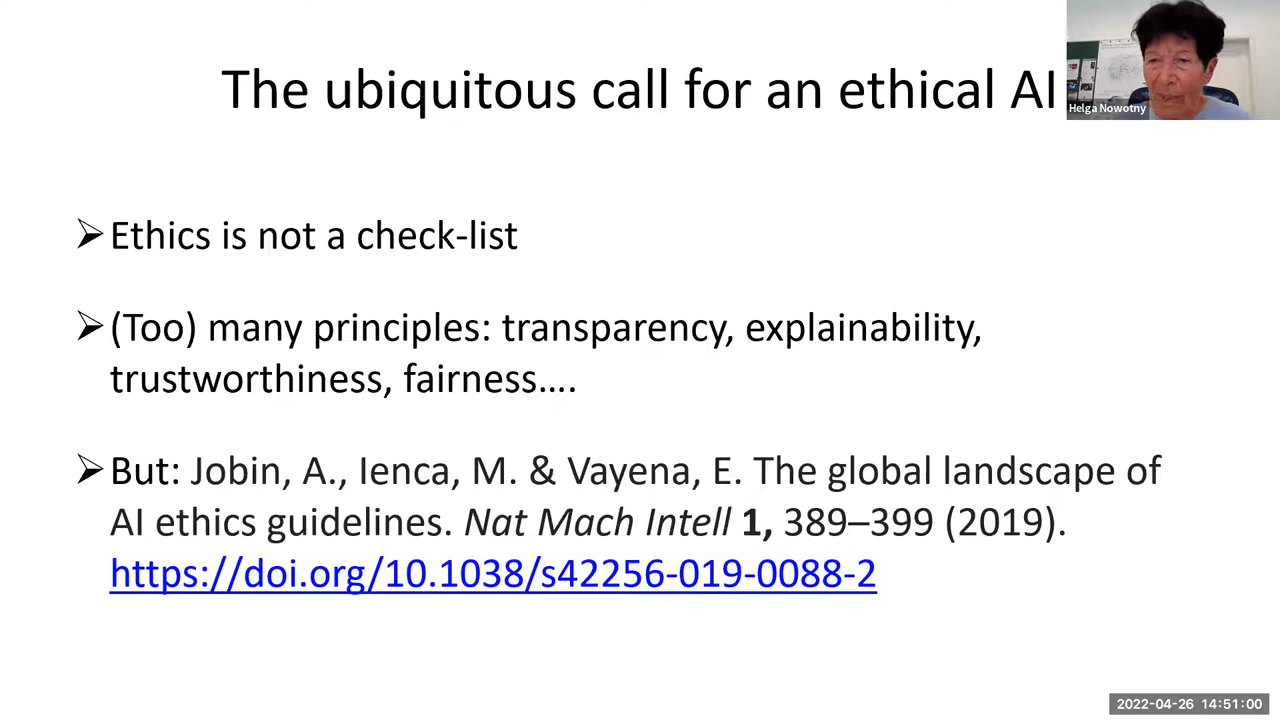 The ubiquitous call for an ethical AI
Helga Nowotny
➢Ethics is not a check-list
➢(Too) many principles: transparency, explainability,
trustworthiness, fairness….
➢But: Jobin, A., Ienca, M. & Vayena, E. The global landscape of
AI ethics guidelines. Nat Mach Intell 1, 389–399 (2019).
https://doi.org/10.1038/s42256-019-0088-2
2022-04-26 14:51:00